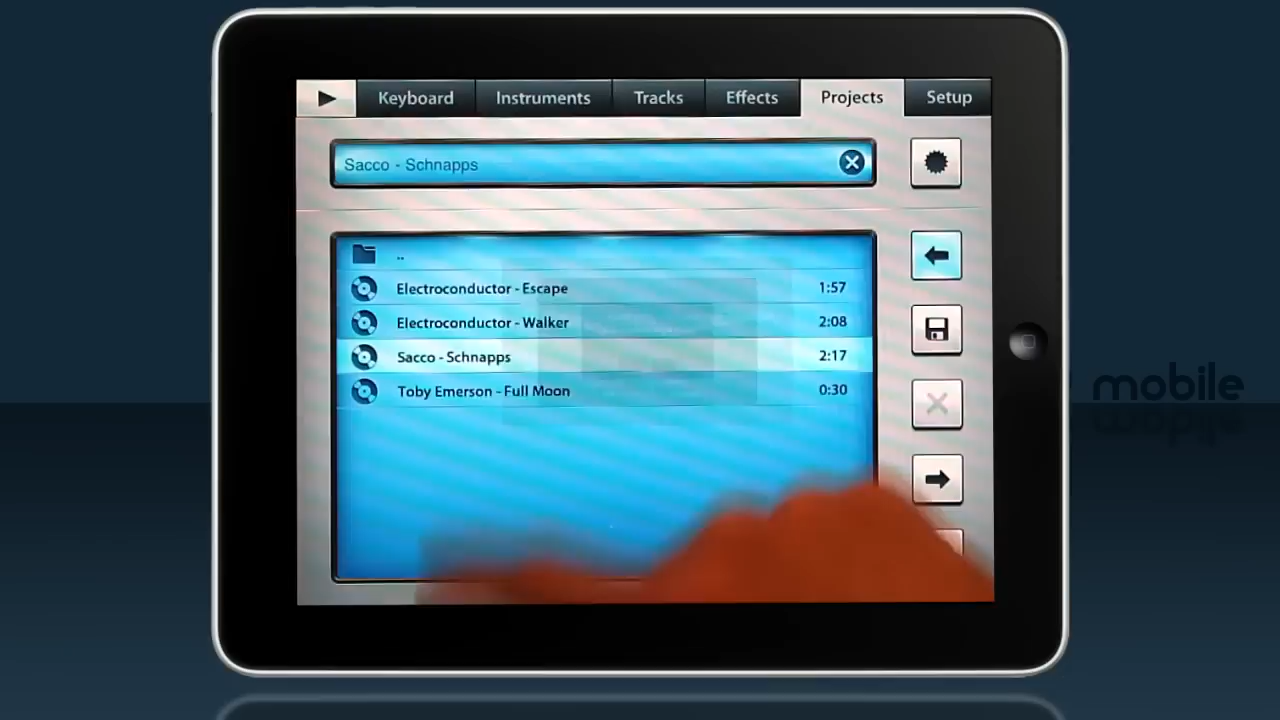 Keyboard Instruments Tracks Effects Projects Setup
Sacco - Schnapps
..
Electroconductor - Escape 1:57
Electroconductor - Walker 2:08
Sacco - Schnapps 2:17
Toby Emerson - Full Moon 0:30
mobile